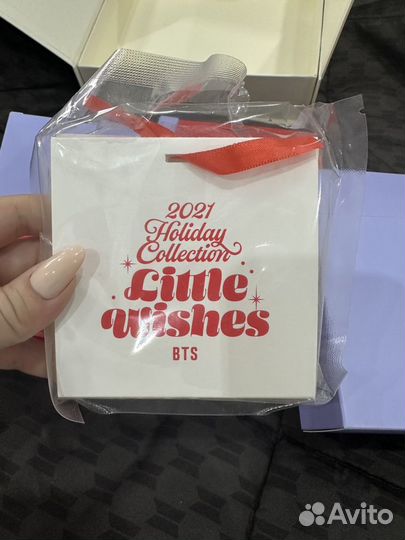 2021
Holiday
Collection
Little
Wishes
BTS
Avito